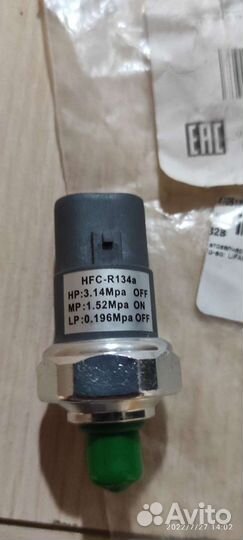 EAC
HFC-R134a
HP:3.14Mpa OFF
MP:1.52Mpa ON
LP:0.196Mpa OFF
Avito
2022/7/27 14:02